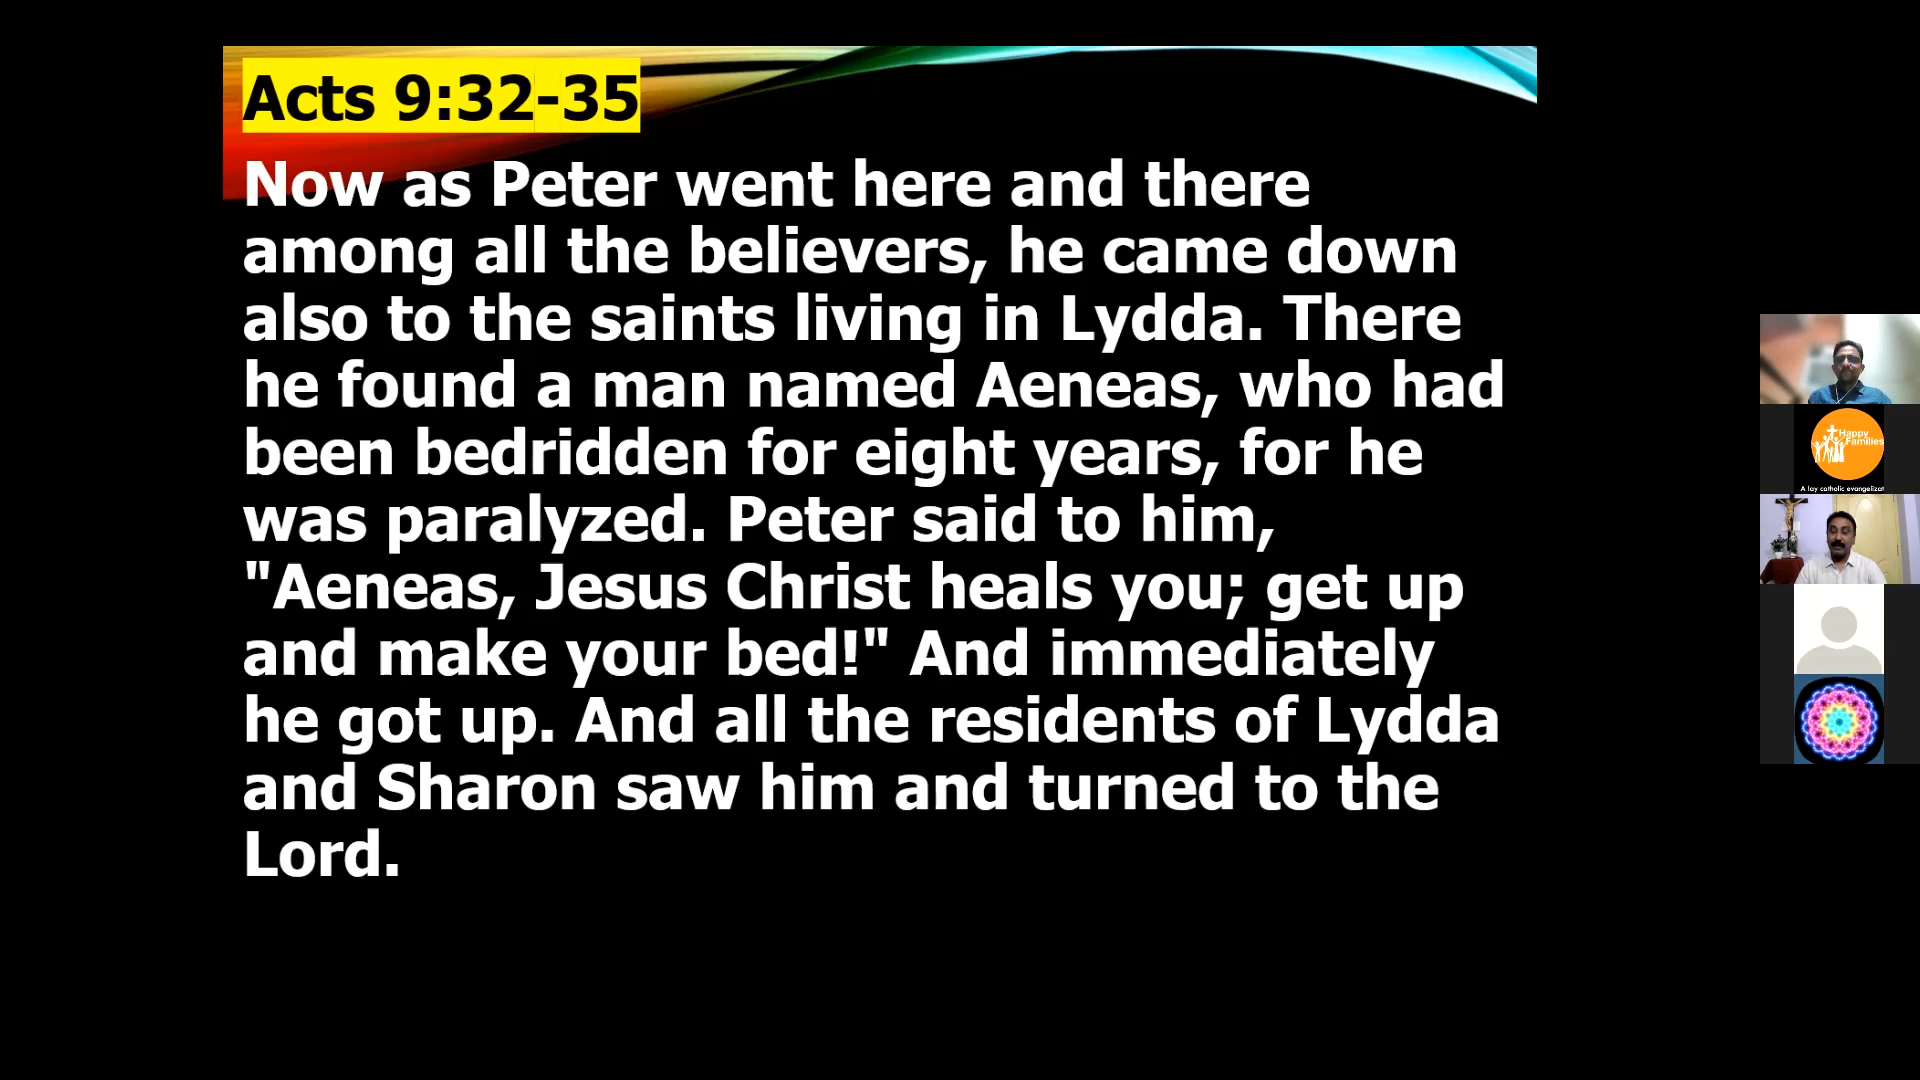 Acts 9:32-35
Now as Peter went here and there
among all the believers, he came down
also to the saints living in Lydda. There
he found a man named Aeneas, who had
been bedridden for eight years, for he
was paralyzed. Peter said to him,
"Aeneas, Jesus Christ heals you; get up
and make your bed!" And immediately
he got up. And all the residents of Lydda
and Sharon saw him and turned to the
Lord.
Happy
Families
A lay catholic evangelizat